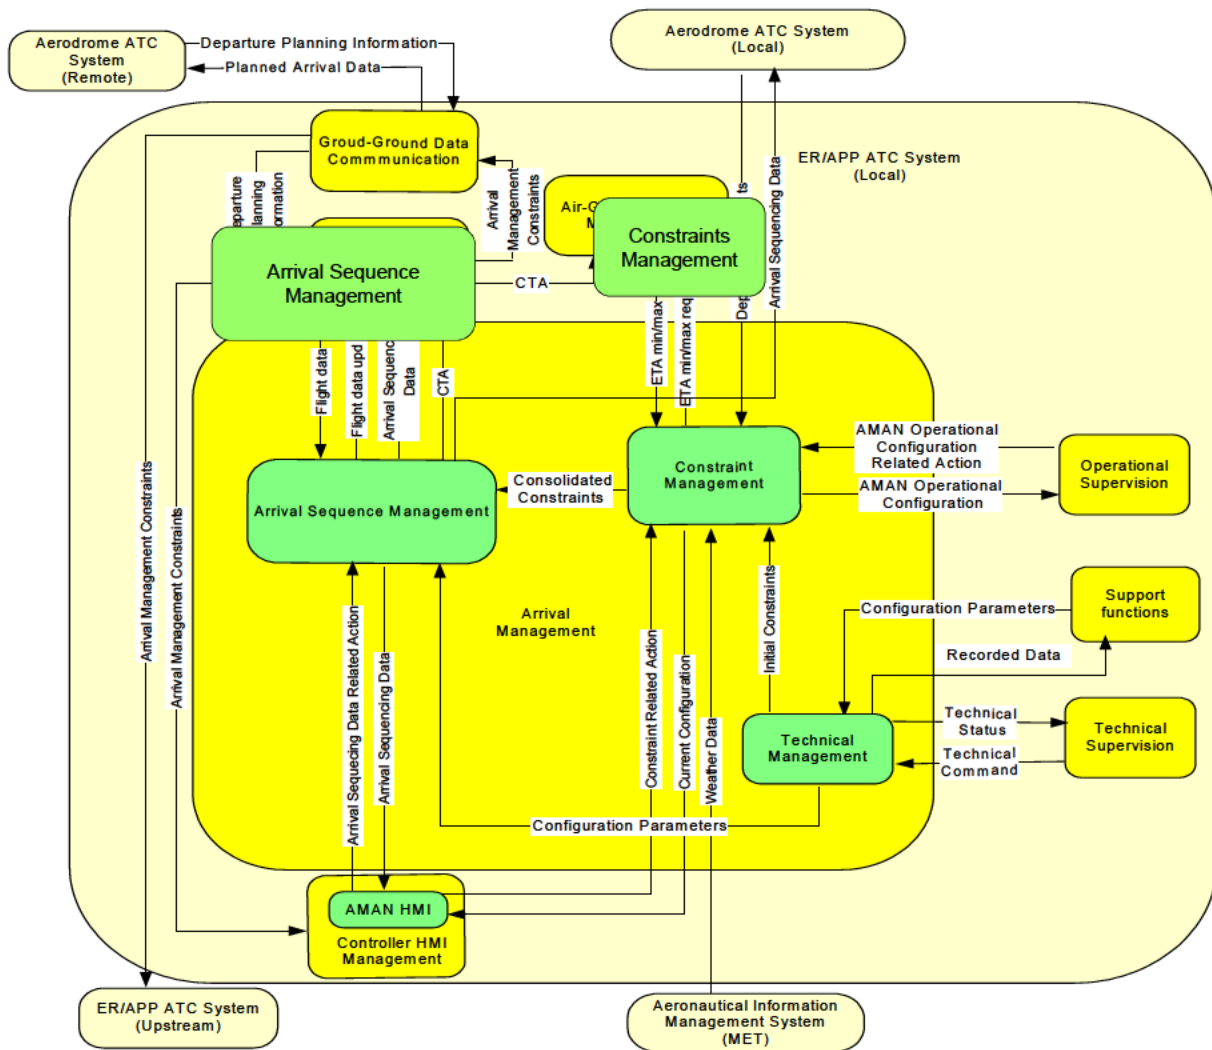 Aerodrome ATC
System
(Remote)
Departure Planning Information
Planned Arrival Data
Aerodrome ATC System
(Local)
Groud-Ground Data
Commmunication
ER/APP ATC System
(Local)
Arrival
Management
Constraints
Arrival Sequencing Data
Arrival Sequence
Management
Constraints
Management
CTA
ETA min/max
ETA min/max req
Flight data
Flight data upd
Data
CTA
Arrival Sequence Management
Consolidated
Constraints
Constraint
Management
AMAN Operational
Configuration
Related Action
AMAN Operational
Configuration
Operational
Supervision
Arrival Management Constraints
Arrival Management Constraints
Arrival
Management
Initial Constraints
Configuration Parameters
Support
functions
Recorded Data
Arrival Sequecing Data Related Action
Arrival Sequencing Data
Constraint Related Action
Current Configuration
Weather Data
Technical
Management
Technical
Status
Technical
Command
Technical
Supervision
Configuration Parameters
AMAN HMI
Controller HMI
Management
ER/APP ATC System
(Upstream)
Aeronautical Information
Management System
(MET)